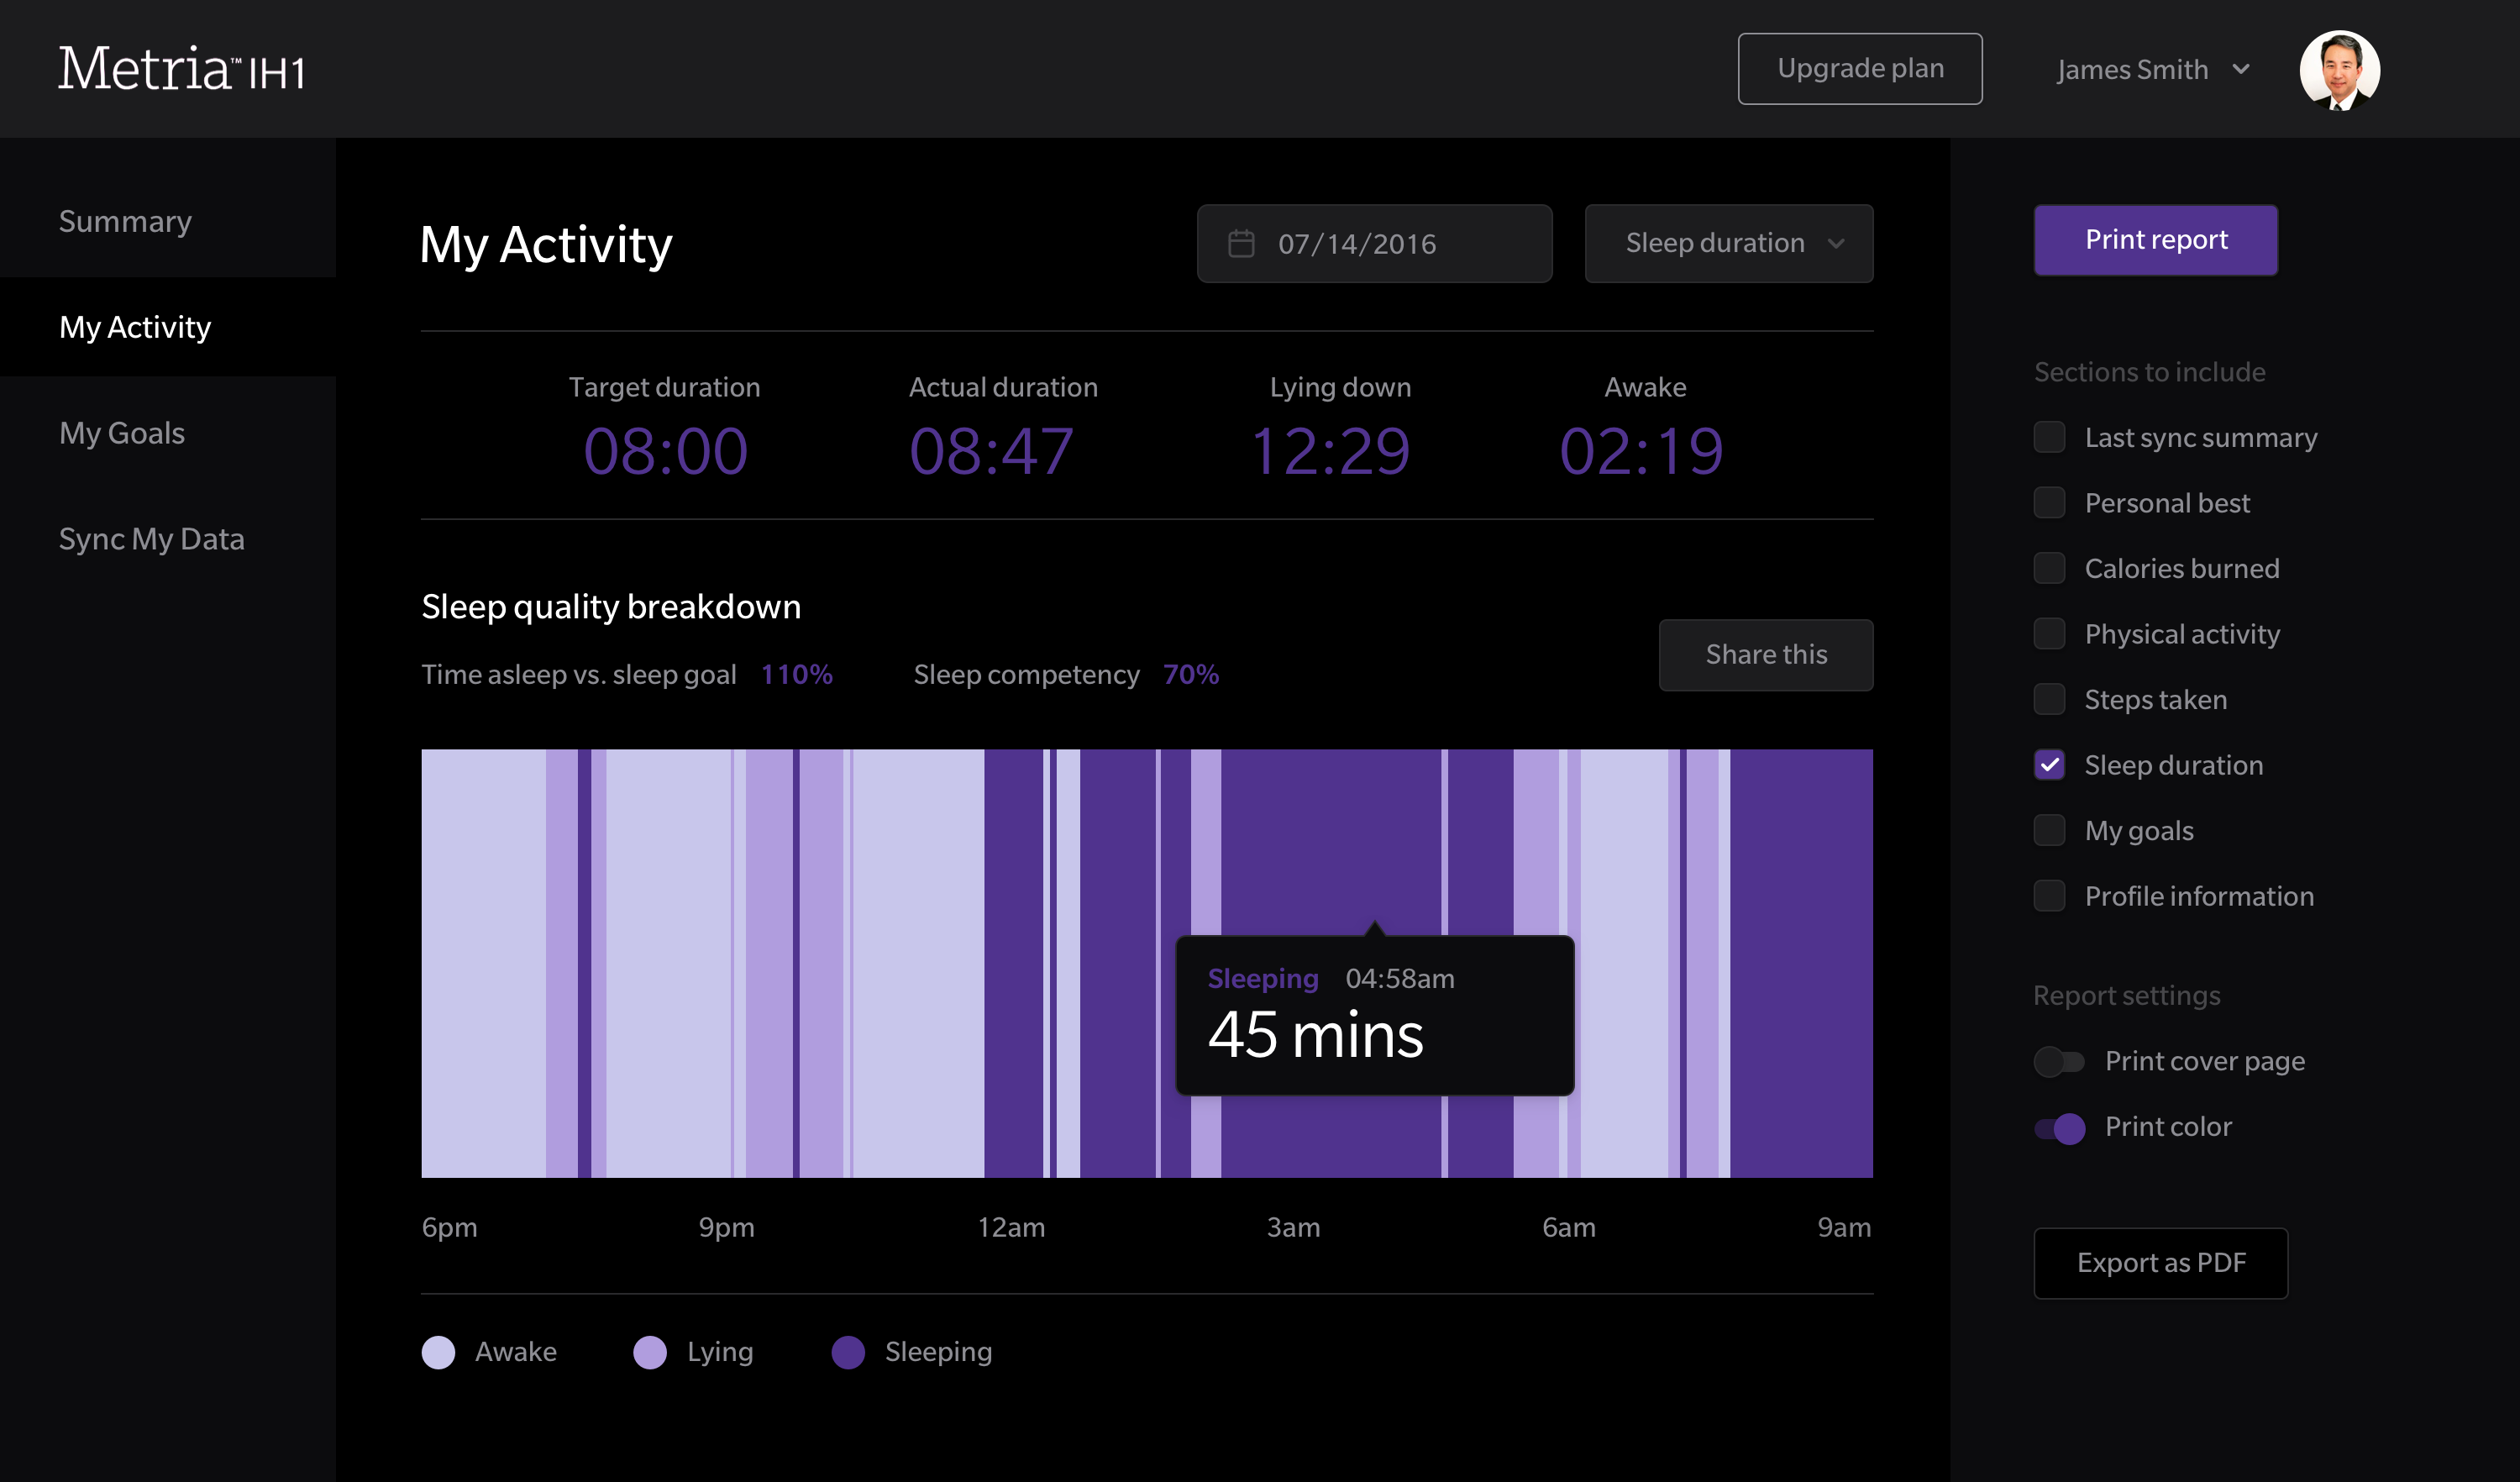 Metria™ IH1
Upgrade plan
James Smith
Summary
My Activity
My Goals
Sync My Data
My Activity
07/14/2016
Sleep duration
Target duration
08:00
Actual duration
08:47
Lying down
12:29
Awake
02:19
Sleep quality breakdown
Time asleep vs. sleep goal 110%
Sleep competency 70%
Share this
Sleeping 04:58am
45 mins
6pm 9pm 12am 3am 6am 9am
Awake Lying Sleeping
Print report
Sections to include
Last sync summary
Personal best
Calories burned
Physical activity
Steps taken
Sleep duration
My goals
Profile information
Report settings
Print cover page
Print color
Export as PDF